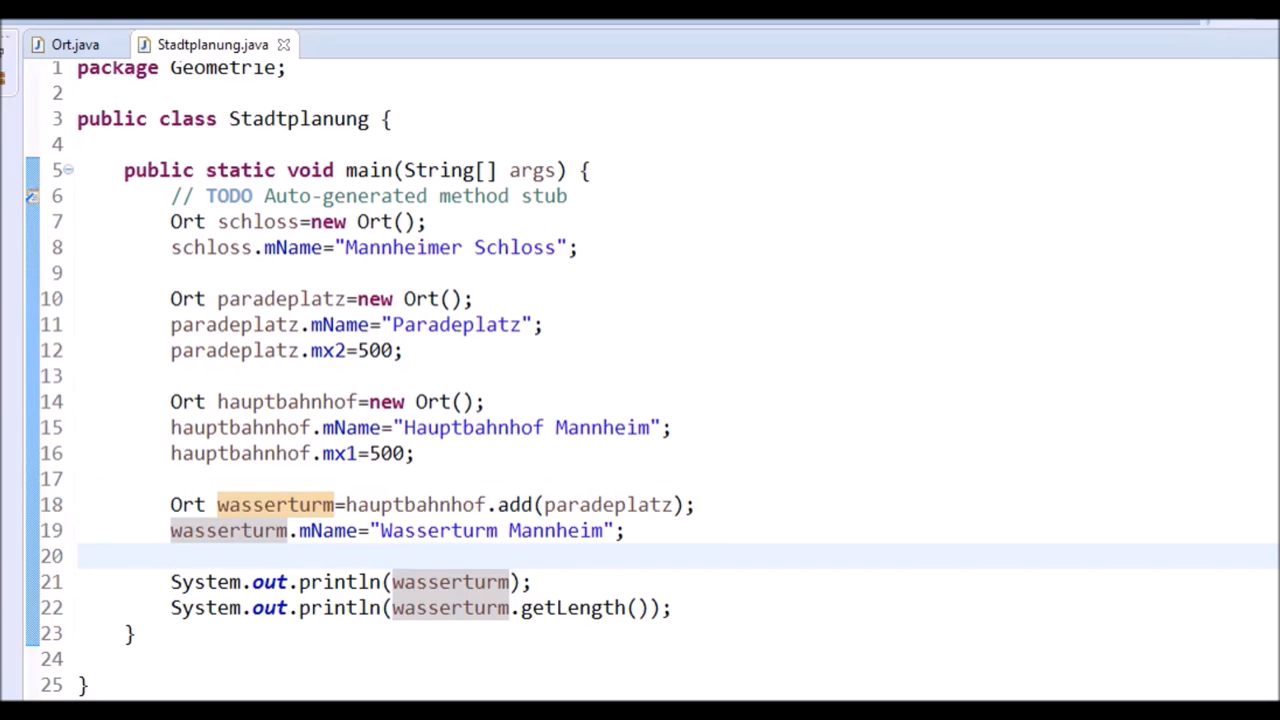 Ort.java Stadtplanung.java
1 package Geometrie;
2
3 public class Stadtplanung {
4
5 public static void main(String[] args) {
6 // TODO Auto-generated method stub
7 Ort schloss=new Ort();
8 schloss.mName="Mannheimer Schloss";
9
10 Ort paradeplatz=new Ort();
11 paradeplatz.mName="Paradeplatz";
12 paradeplatz.mx2=500;
13
14 Ort hauptbahnhof=new Ort();
15 hauptbahnhof.mName="Hauptbahnhof Mannheim";
16 hauptbahnhof.mx1=500;
17
18 Ort wasserturm=hauptbahnhof.add(paradeplatz);
19 wasserturm.mName="Wasserturm Mannheim";
20
21 System.out.println(wasserturm);
22 System.out.println(wasserturm.getLength());
23 }
24
25 }